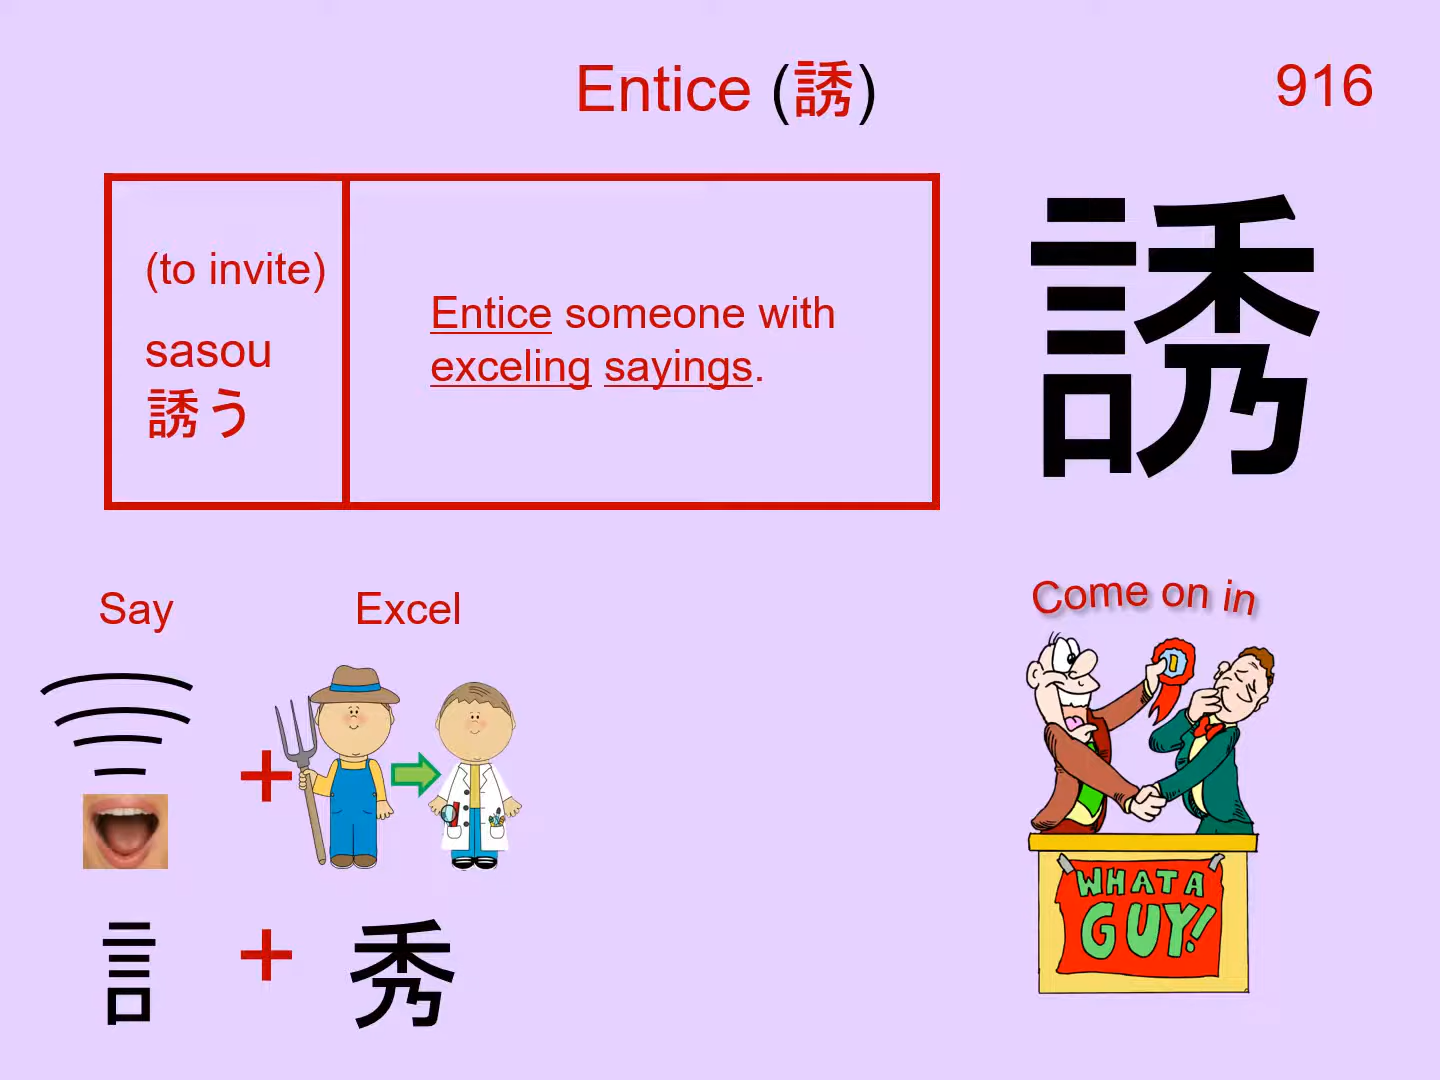 Entice (誘)
916
(to invite)
sasou
誘う
Entice someone with
exceling sayings.
誘
Say
Excel
+
訁
+
秀
Come on in
WHAT A
GUY!